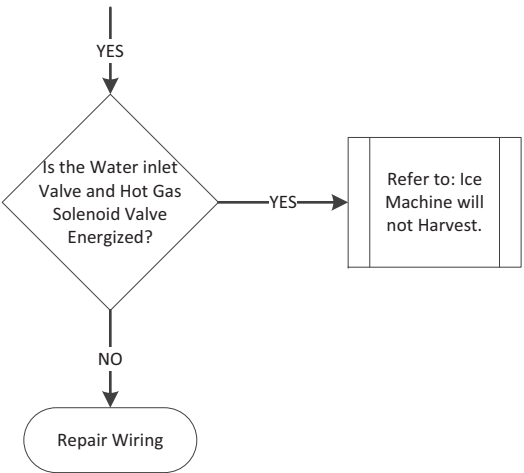 YES
Is the Water inlet
Valve and Hot Gas
Solenoid Valve
Energized?
YES
Refer to: Ice
Machine will
not Harvest.
NO
Repair Wiring